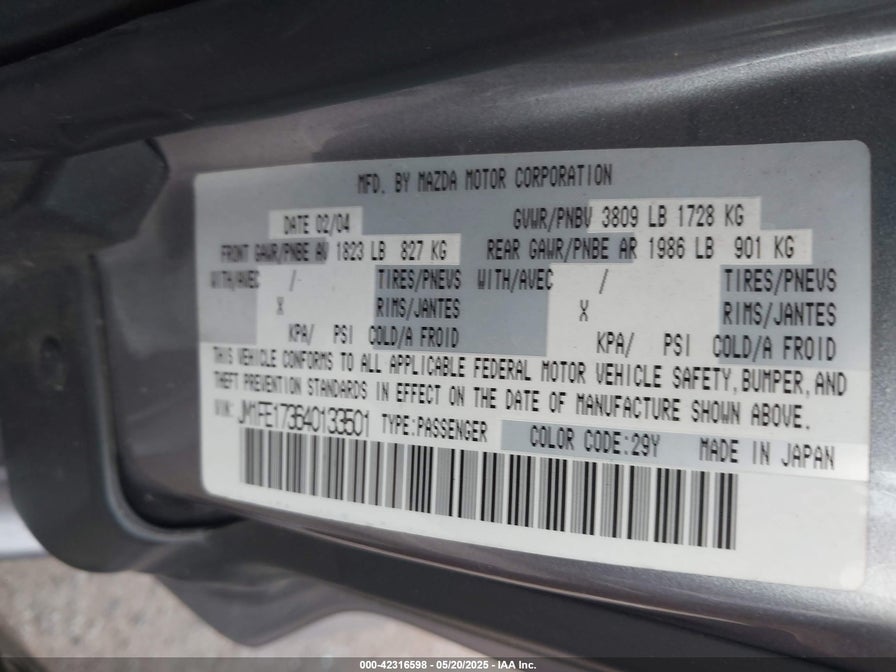 MFD. BY MAZDA MOTOR CORPORATION
DATE 02/04 GVWR/PNBV 3809 LB 1728 KG
FRONT GAWR/PNBE AV 1823 LB 827 KG REAR GAWR/PNBE AR 1986 LB 901 KG
WITH/AVEC / TIRES/PNEUS WITH/AVEC / TIRES/PNEUS
X RIMS/JANTES X RIMS/JANTES
KPA/ PSI COLD/A FROID KPA/ PSI COLD/A FROID
THIS VEHICLE CONFORMS TO ALL APPLICABLE FEDERAL MOTOR VEHICLE SAFETY, BUMPER, AND
THEFT PREVENTION STANDARDS IN EFFECT ON THE DATE OF MANUFACTURE SHOWN ABOVE.
VIN: JM1FE173640133501 TYPE:PASSENGER COLOR CODE:29Y MADE IN JAPAN
000-42316598 - 05/20/2025 - IAA Inc.